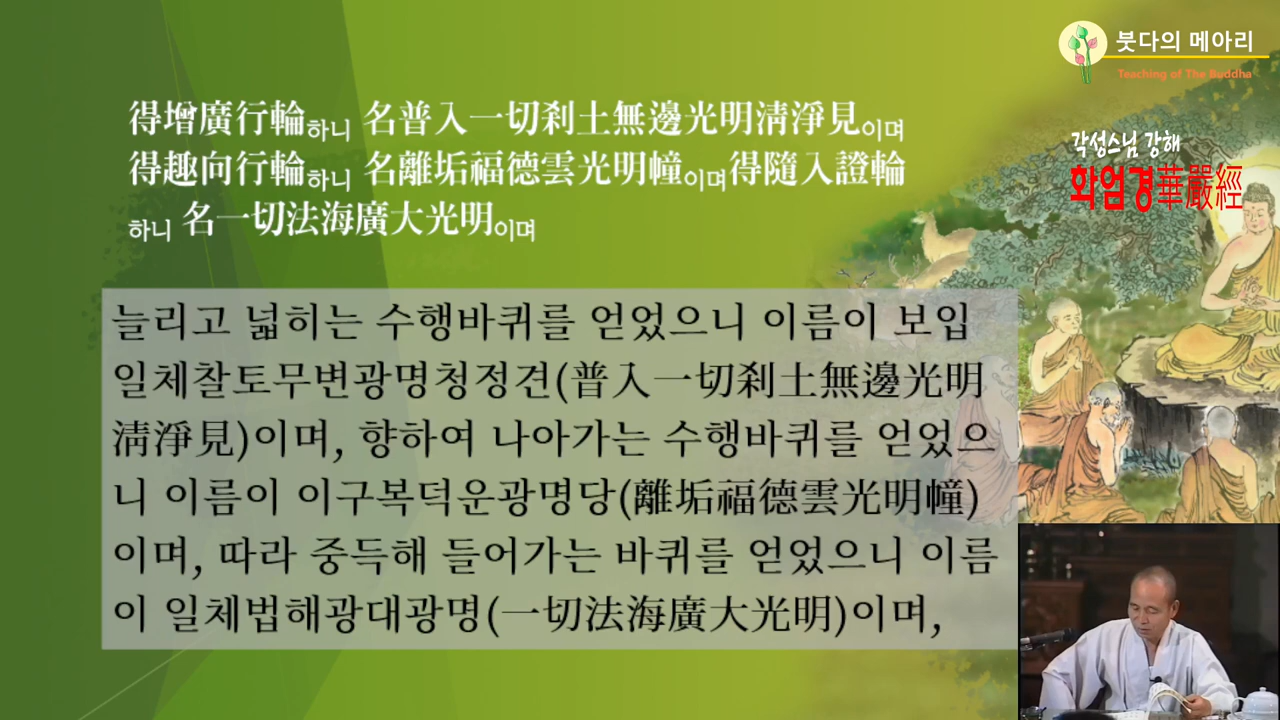 붓다의 메아리
Teaching of The Buddha
각성스님 강해
화엄경華嚴經
得增廣行輪하니 名普入一切刹土無邊光明淸淨見이며
得趣向行輪하니 名離垢福德雲光明幢이며得隨入證輪
하니 名一切法海廣大光明이며
늘리고 넓히는 수행바퀴를 얻었으니 이름이 보입
일체찰토무변광명청정견(普入一切刹土無邊光明
淸淨見)이며, 향하여 나아가는 수행바퀴를 얻었으
니 이름이 이구복덕운광명당(離垢福德雲光明幢)
이며, 따라 중득해 들어가는 바퀴를 얻었으니 이름
이 일체법해광대광명(一切法海廣大光明)이며,